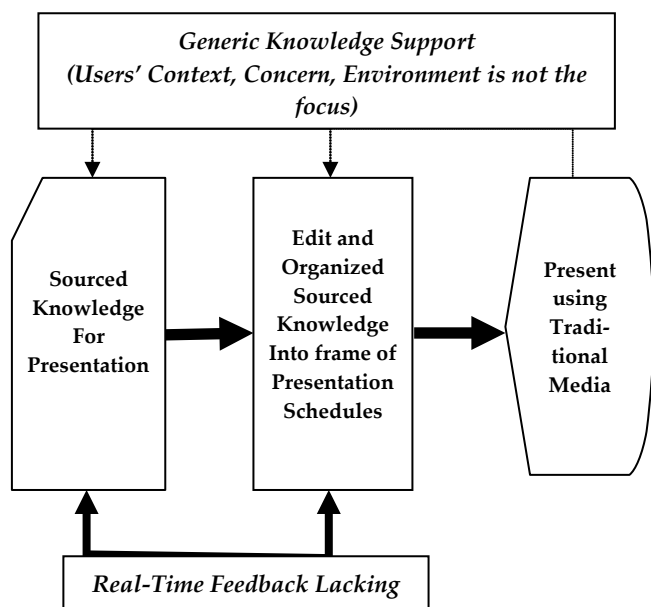 Generic Knowledge Support
(Users' Context, Concern, Environment is not the
focus)
Sourced
Knowledge
For
Presentation
Edit and
Organized
Sourced
Knowledge
Into frame of
Presentation
Schedules
Present
using
Tradi-
tional
Media
Real-Time Feedback Lacking